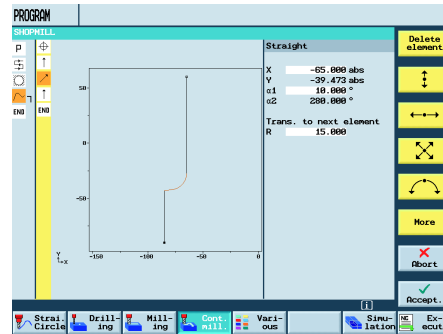 PROGRAM
SHOPMILL
P
END
END
50
0
-50
-150
-100
-50
0
Y
X
Straight
X -65.000 abs
Y -39.473 abs
α1 10.000 °
α2 280.000 °
Trans. to next element
R 15.000
Delete element
More
Abort
Accept.
i
Strai. Circle
Drill- ing
Mill- ing
Cont. mill.
Vari- ous
Simu- lation
NC
Ex- ecut